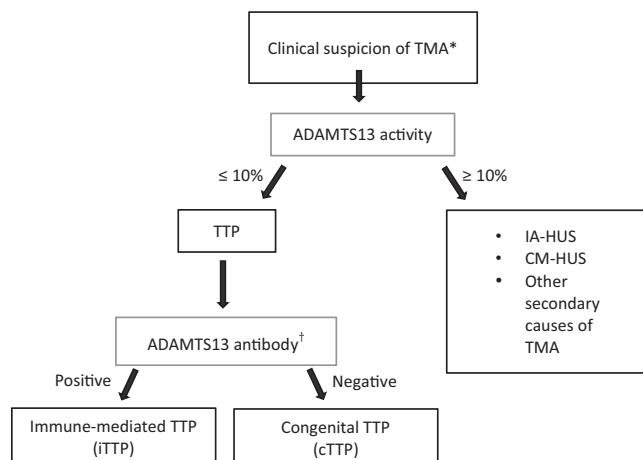 Clinical suspicion of TMA*
ADAMTS13 activity
≤ 10%
≥ 10%
TTP
• IA-HUS
• CM-HUS
• Other
secondary
causes of
TMA
ADAMTS13 antibody†
Positive
Negative
Immune-mediated TTP
(iTTP)
Congenital TTP
(cTTP)